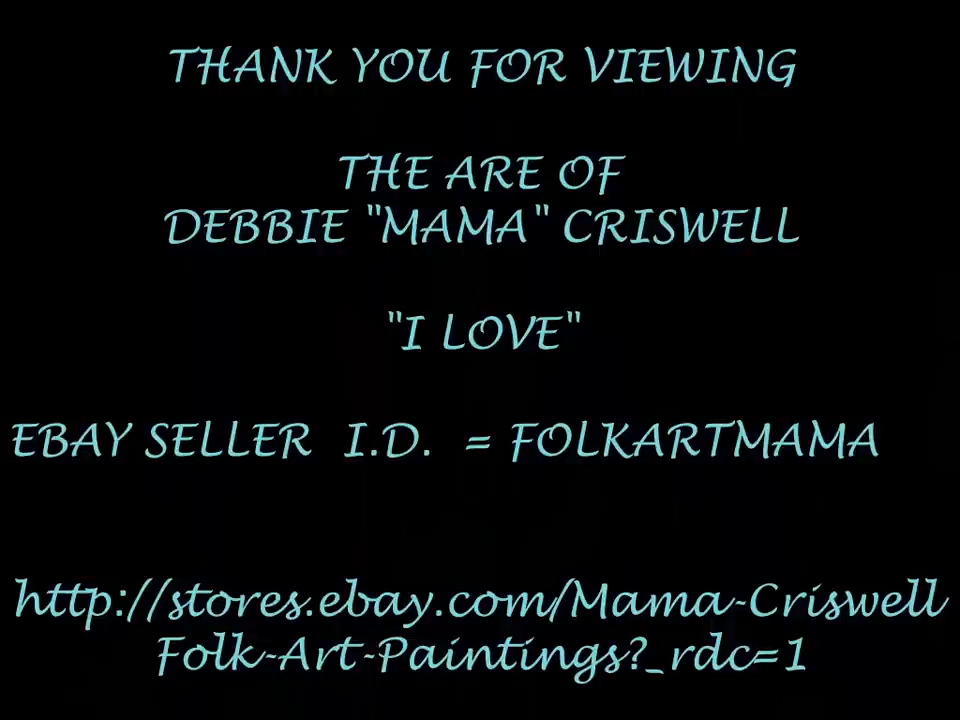 THANK YOU FOR VIEWING
THE ARE OF
DEBBIE "MAMA" CRISWELL
"I LOVE"
EBAY SELLER I.D. = FOLKARTMAMA
http://stores.ebay.com/Mama-Criswell
Folk-Art-Paintings?_rdc=1